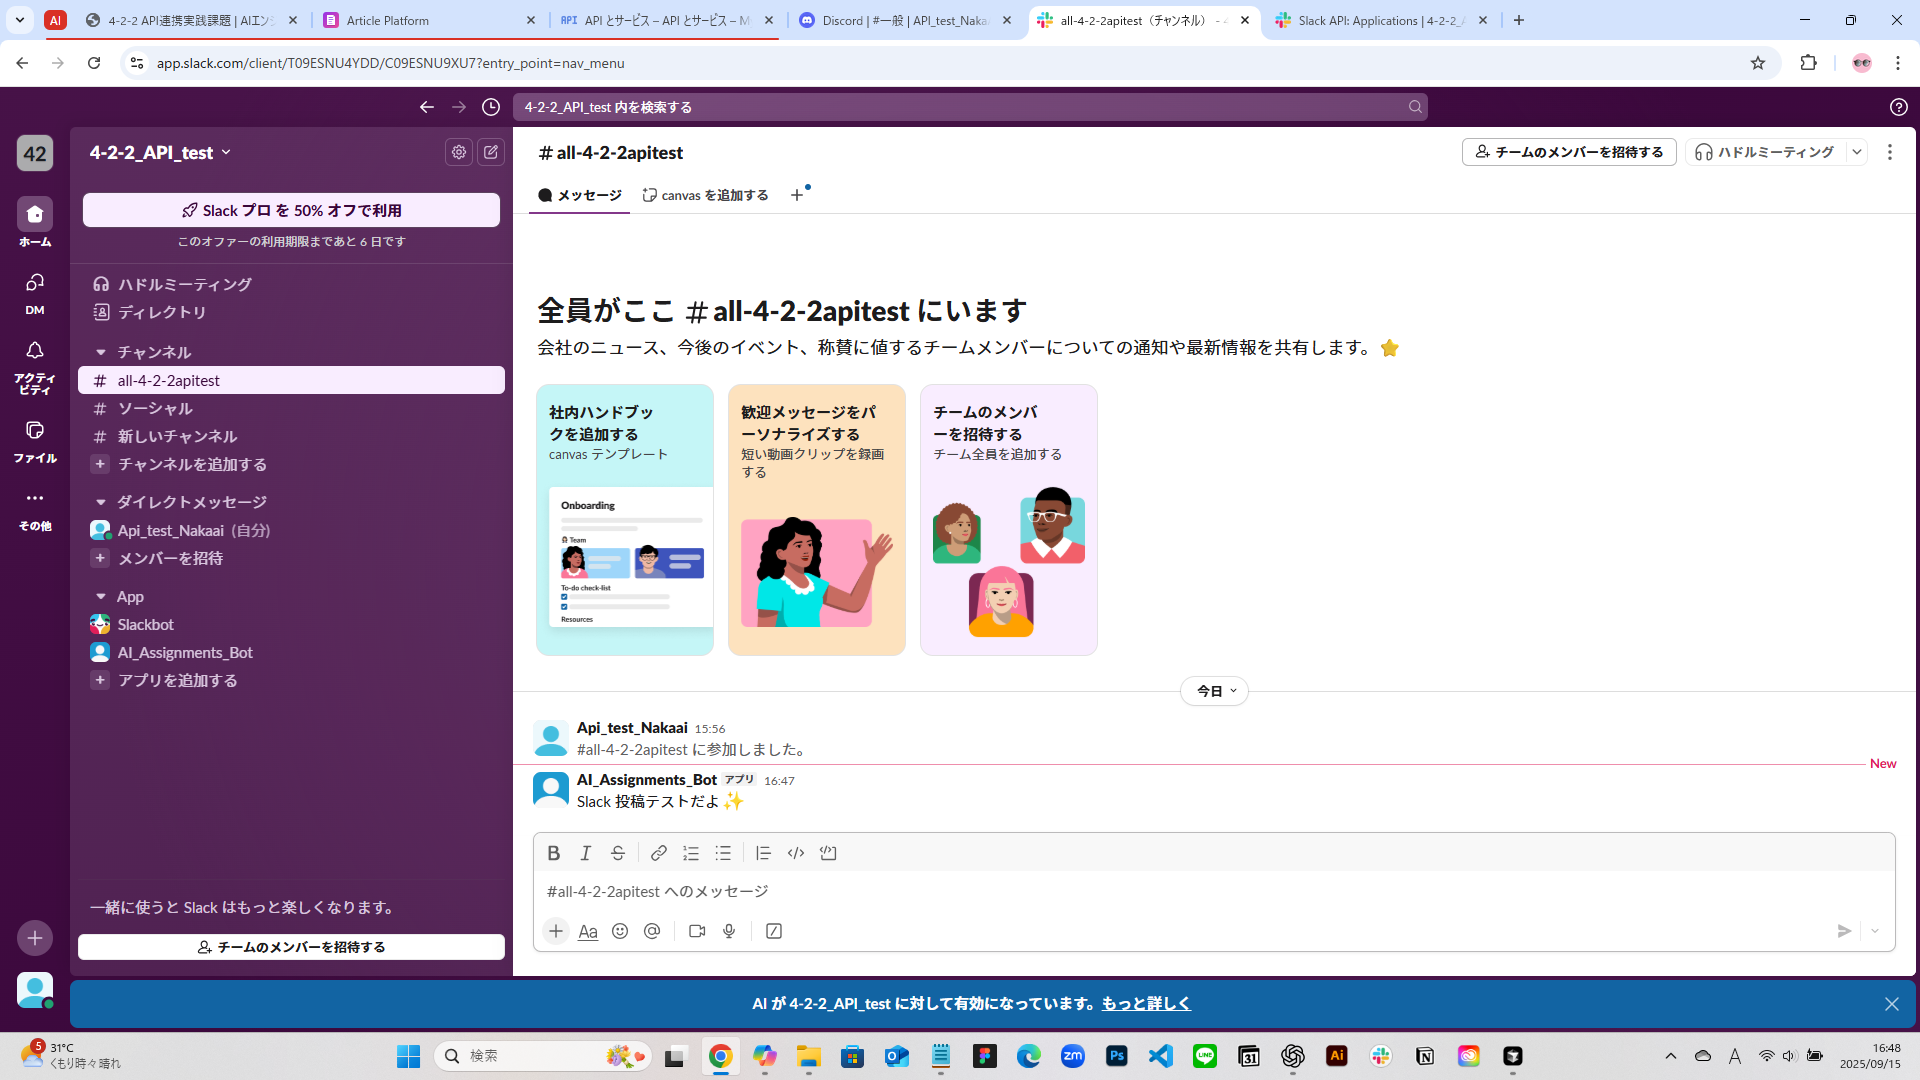 AI
4-2-2 API連携実践課題 | AIエン
Article Platform
API API とサービス – API とサービス – M
Discord | #一般 | API_test_Naka
all-4-2-2apitest（チャンネル） - 4
Slack API: Applications | 4-2-2_
app.slack.com/client/T09ESNU4YDD/C09ESNU9XU7?entry_point=nav_menu
4-2-2_API_test 内を検索する
42
ホーム
DM
アクティ
ビティ
ファイル
その他
4-2-2_API_test
Slack プロ を 50% オフで利用
このオファーの利用期限まであと 6 日です
ハドルミーティング
ディレクトリ
チャンネル
# all-4-2-2apitest
# ソーシャル
# 新しいチャンネル
+ チャンネルを追加する
ダイレクトメッセージ
Api_test_Nakaai (自分)
+ メンバーを招待
App
Slackbot
AI_Assignments_Bot
+ アプリを追加する
一緒に使うと Slack はもっと楽しくなります。
チームのメンバーを招待する
# all-4-2-2apitest
チームのメンバーを招待する
ハドルミーティング
メッセージ
canvas を追加する
全員がここ # all-4-2-2apitest にいます
会社のニュース、今後のイベント、称賛に値するチームメンバーについての通知や最新情報を共有します。⭐
社内ハンドブッ
クを追加する
canvas テンプレート
Onboarding
Team
To-do check-list
Resources
歓迎メッセージをパ
ーソナライズする
短い動画クリップを録画
する
チームのメンバ
ーを招待する
チーム全員を追加する
今日
Api_test_Nakaai 15:56
#all-4-2-2apitest に参加しました。
New
AI_Assignments_Bot アプリ 16:47
Slack 投稿テストだよ✨
B I S
#all-4-2-2apitest へのメッセージ
Aa
AI が 4-2-2_API_test に対して有効になっています。もっと詳しく
5
31°C
くもり時々晴れ
検索
zm
Ps
LINE
31
Ai
A
16:48
2025/09/15